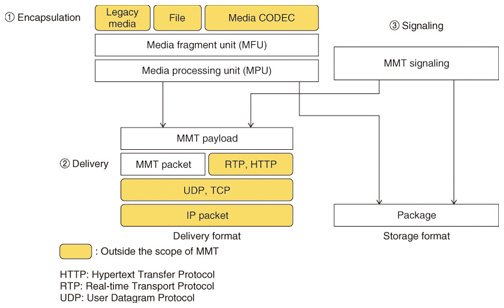 ① Encapsulation
Legacy
media
File
Media CODEC
Media fragment unit (MFU)
Media processing unit (MPU)
③ Signaling
MMT signaling
MMT payload
② Delivery
MMT packet
RTP, HTTP
UDP, TCP
IP packet
Delivery format
Package
Storage format
: Outside the scope of MMT
HTTP: Hypertext Transfer Protocol
RTP: Real-time Transport Protocol
UDP: User Datagram Protocol